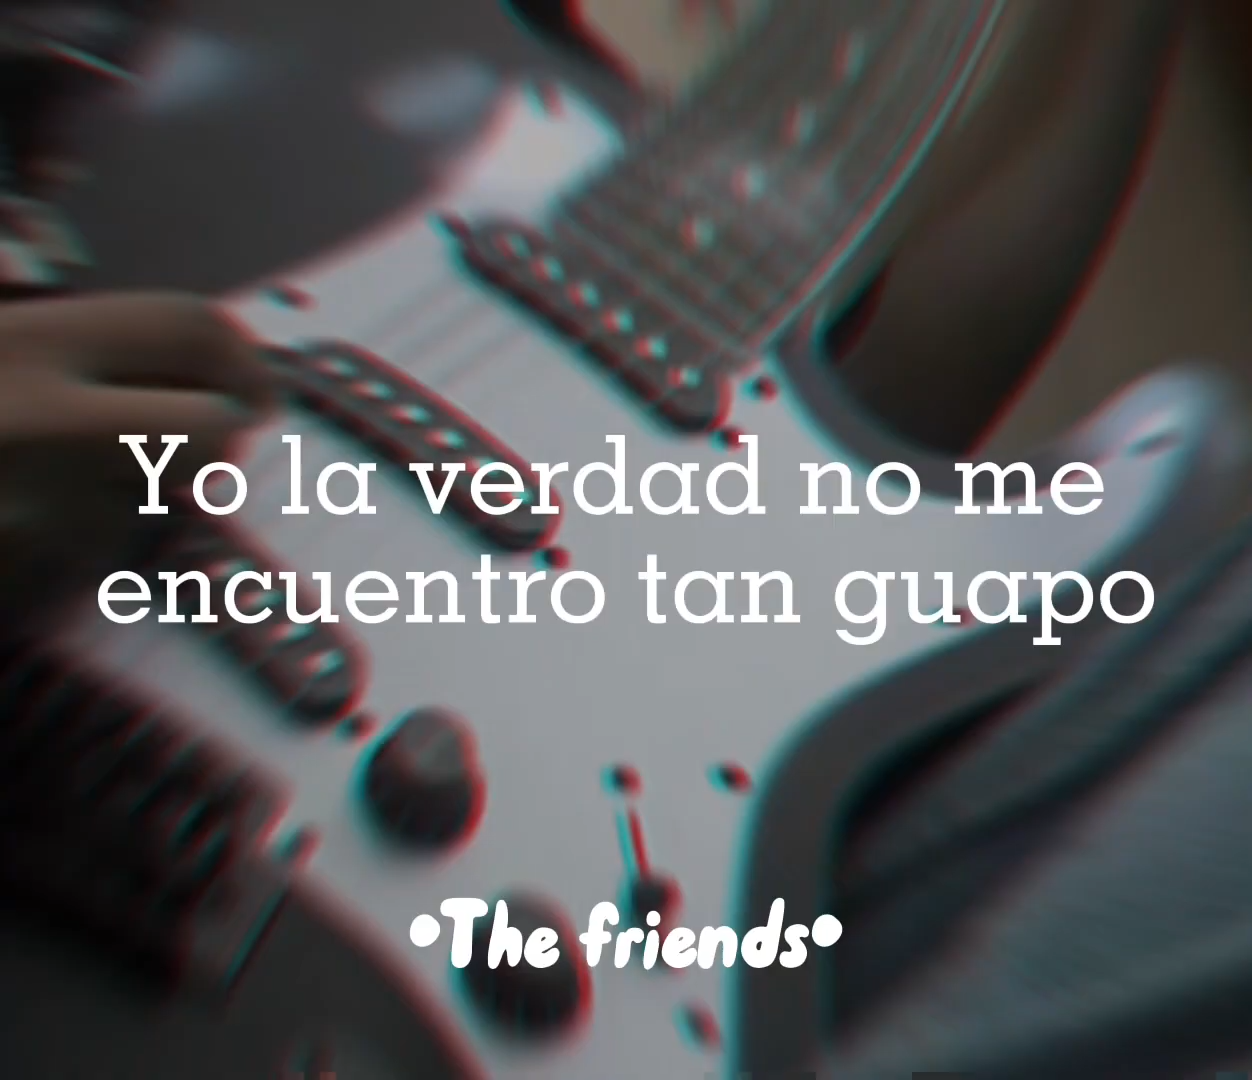 Yo la verdad no me
encuentro tan guapo
•The friends•